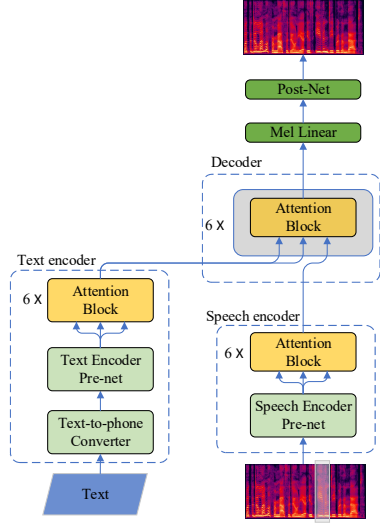 Post-Net
Mel Linear
Decoder
6 X
Attention
Block
Text encoder
6 X
Attention
Block
Text Encoder
Pre-net
Text-to-phone
Converter
Text
Speech encoder
6 X
Attention
Block
Speech Encoder
Pre-net